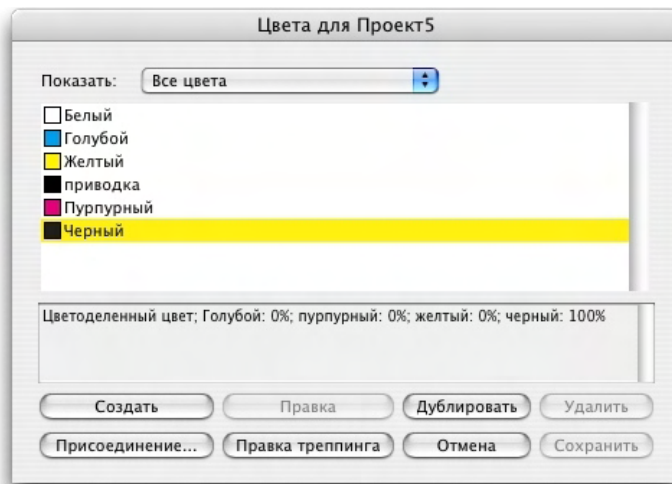 Цвета для Проект5
Показать: Все цвета
Белый
Голубой
Желтый
приводка
Пурпурный
Черный
Цветоделенный цвет; Голубой: 0%; пурпурный: 0%; желтый: 0%; черный: 100%
Создать Правка Дублировать Удалить
Присоединение... Правка треппинга Отмена Сохранить